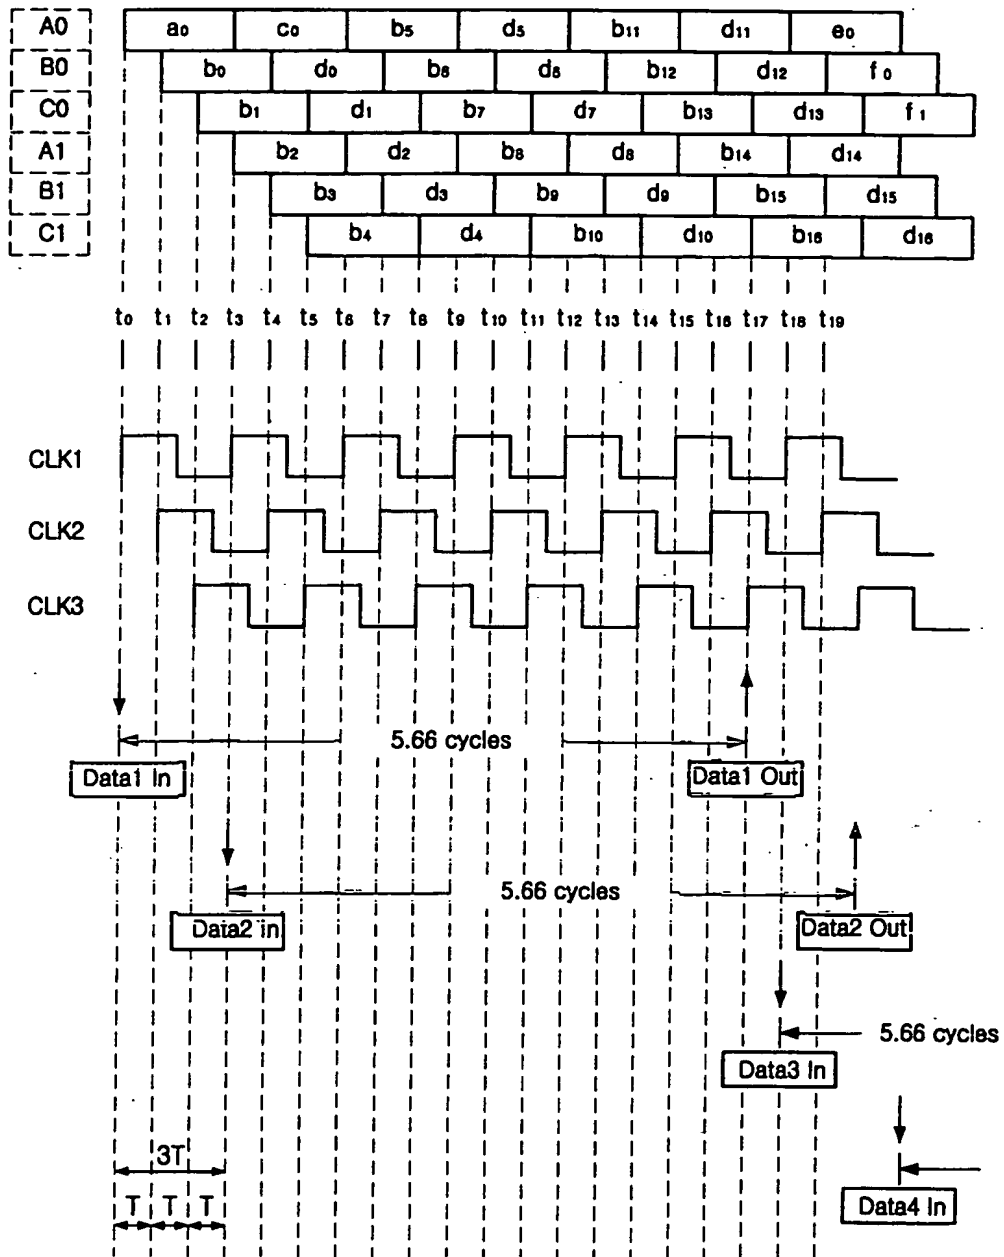 A0 a0 c0 b5 d5 b11 d11 e0
B0 b0 d0 b6 d6 b12 d12 f0
C0 b1 d1 b7 d7 b13 d13 f1
A1 b2 d2 b8 d8 b14 d14
B1 b3 d3 b9 d9 b15 d15
C1 b4 d4 b10 d10 b16 d16
t0 t1 t2 t3 t4 t5 t6 t7 t8 t9 t10 t11 t12 t13 t14 t15 t16 t17 t18 t19
CLK1
CLK2
CLK3
5.66 cycles
Data1 In Data1 Out
5.66 cycles
Data2 in Data2 Out
5.66 cycles
Data3 In
3T
T T T
Data4 In